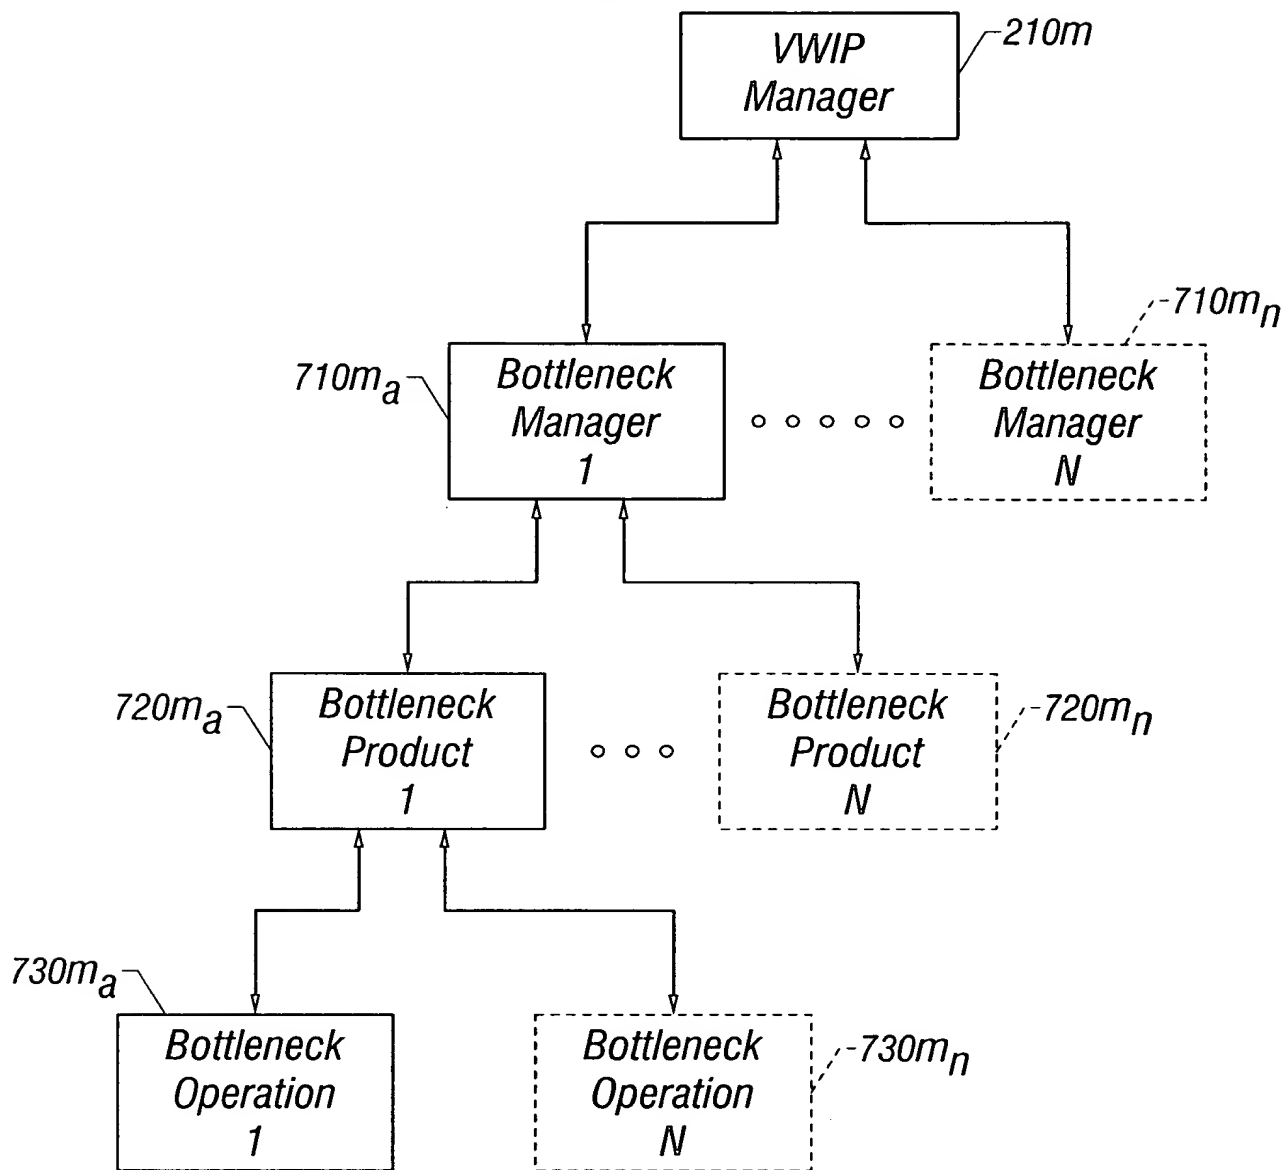 VWIP
Manager
210m
710mₙ
710mₐ
Bottleneck
Manager
1
Bottleneck
Manager
N
720mₐ
Bottleneck
Product
1
Bottleneck
Product
N
720mₙ
730mₐ
Bottleneck
Operation
1
Bottleneck
Operation
N
730mₙ